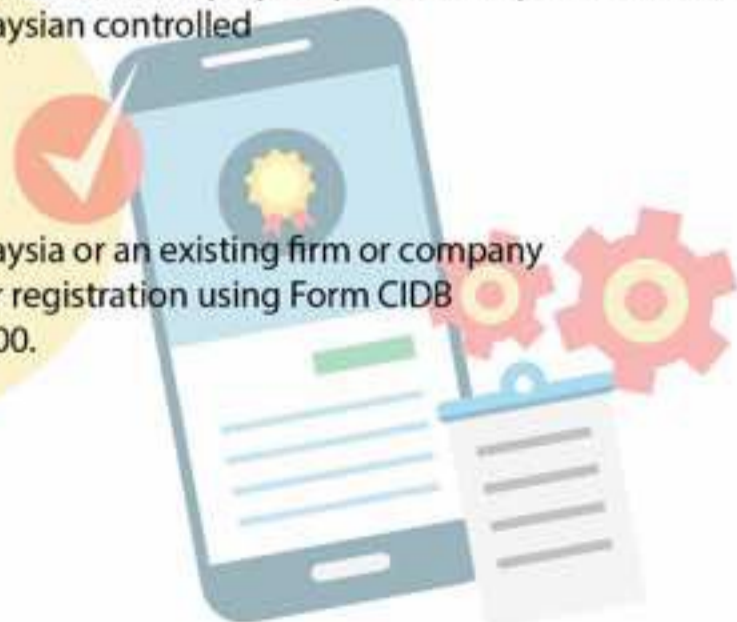 aysian controlled
aysia or an existing firm or company
r registration using Form CIDB
00.